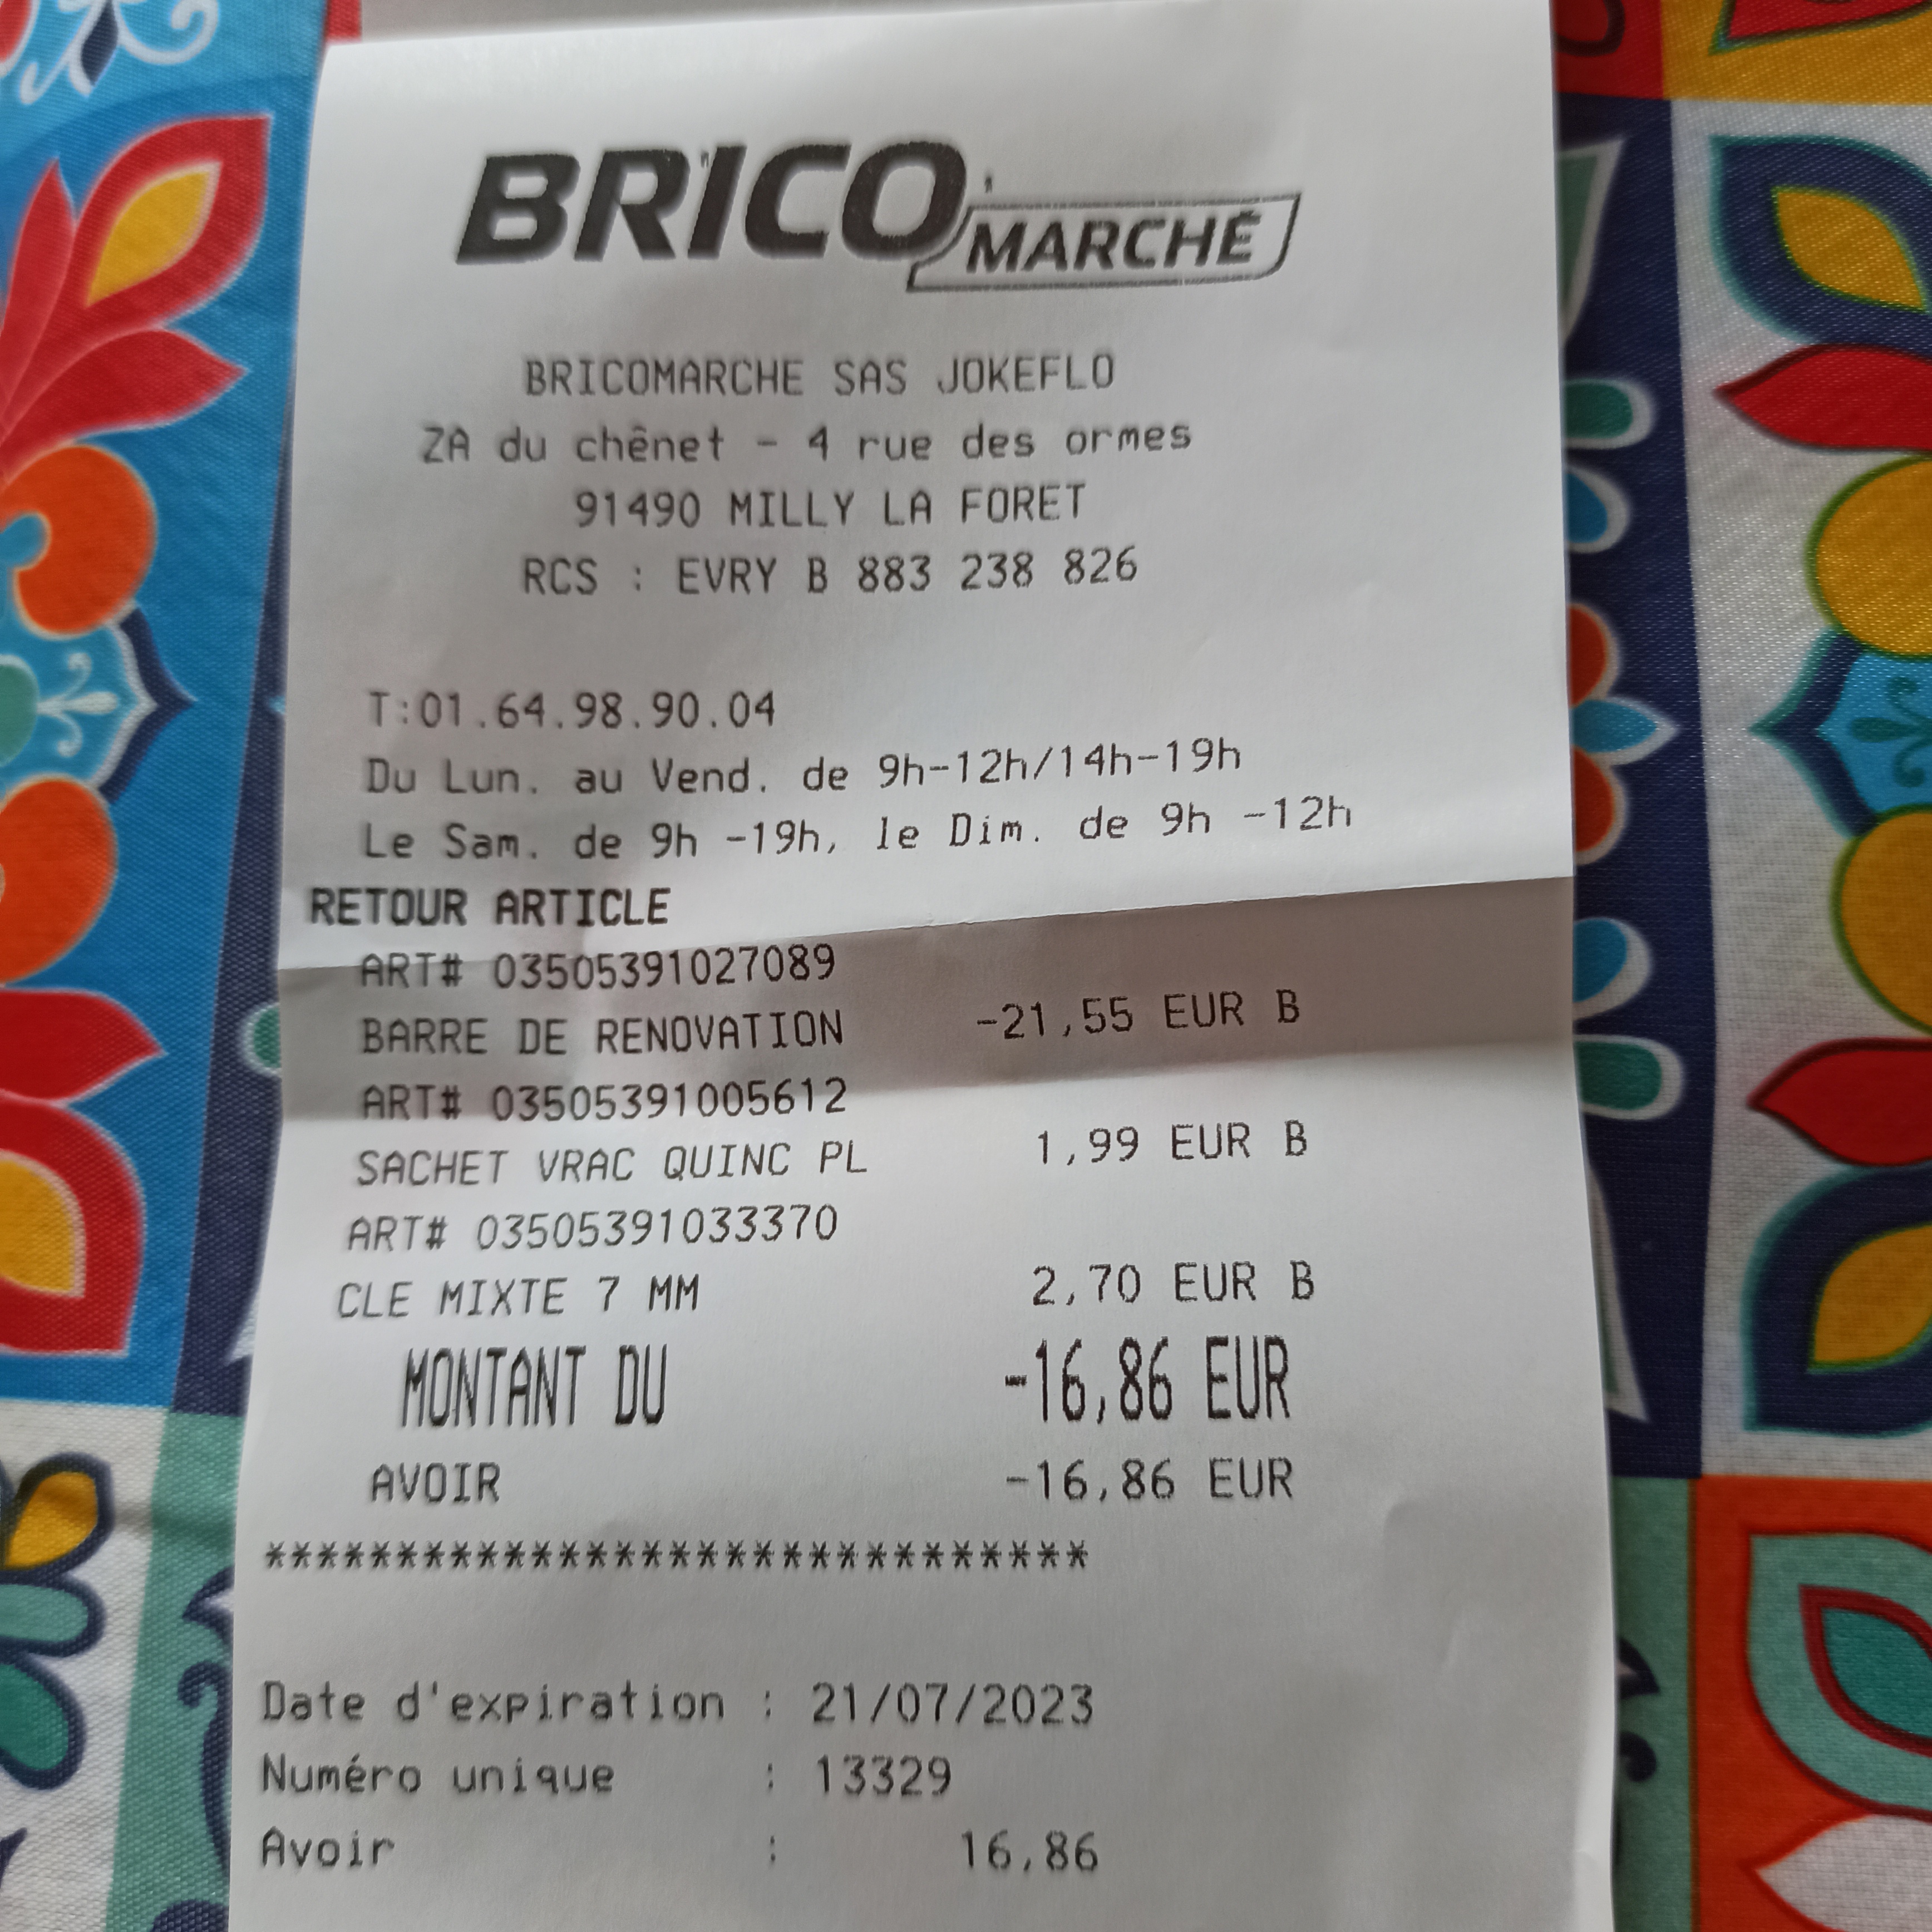 BRICO MARCHÉ
BRICOMARCHE SAS JOKEFLO
ZA du chênet - 4 rue des ormes
91490 MILLY LA FORET
RCS : EVRY B 883 238 826
T:01.64.98.90.04
Du Lun. au Vend. de 9h-12h/14h-19h
Le Sam. de 9h -19h, le Dim. de 9h -12h
RETOUR ARTICLE
ART# 03505391027089
BARRE DE RENOVATION -21,55 EUR B
ART# 03505391005612
SACHET VRAC QUINC PL 1,99 EUR B
ART# 03505391033370
CLE MIXTE 7 MM 2,70 EUR B
MONTANT DU -16,86 EUR
AVOIR -16,86 EUR
******************************
Date d'expiration : 21/07/2023
Numéro unique : 13329
Avoir : 16,86